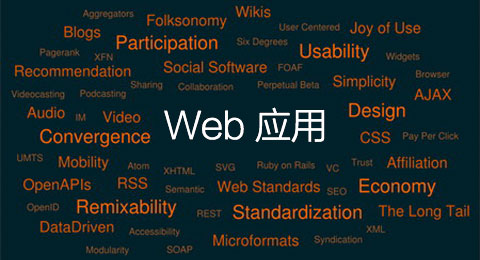 Aggregators
Folksonomy
Wikis
Blogs
User Centered
Joy of Use
Participation
Six Degrees
Usability
Pagerank
XFN
Widgets
Recommendation
Social Software
FOAF
Browser
Sharing
Collaboration
Perpetual Beta
Simplicity
AJAX
Videocasting
Podcasting
Audio
IM
Video
Web 应用
Design
Convergence
CSS
Pay Per Click
UMTS
Mobility
Atom
XHTML
SVG
Ruby on Rails
VC
Trust
Affiliation
OpenAPIs
RSS
Semantic
Web Standards
SEO
Economy
OpenID
Remixability
REST
Standardization
The Long Tail
DataDriven
Accessibility
XML
Microformats
Syndication
Modularity
SOAP